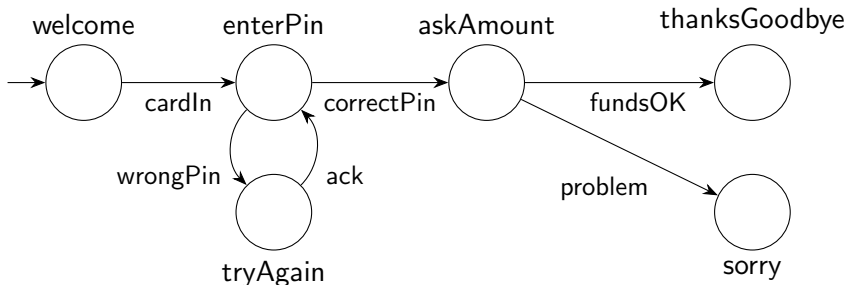 welcome
enterPin
askAmount
thanksGoodbye
cardIn
correctPin
fundsOK
wrongPin
ack
problem
tryAgain
sorry